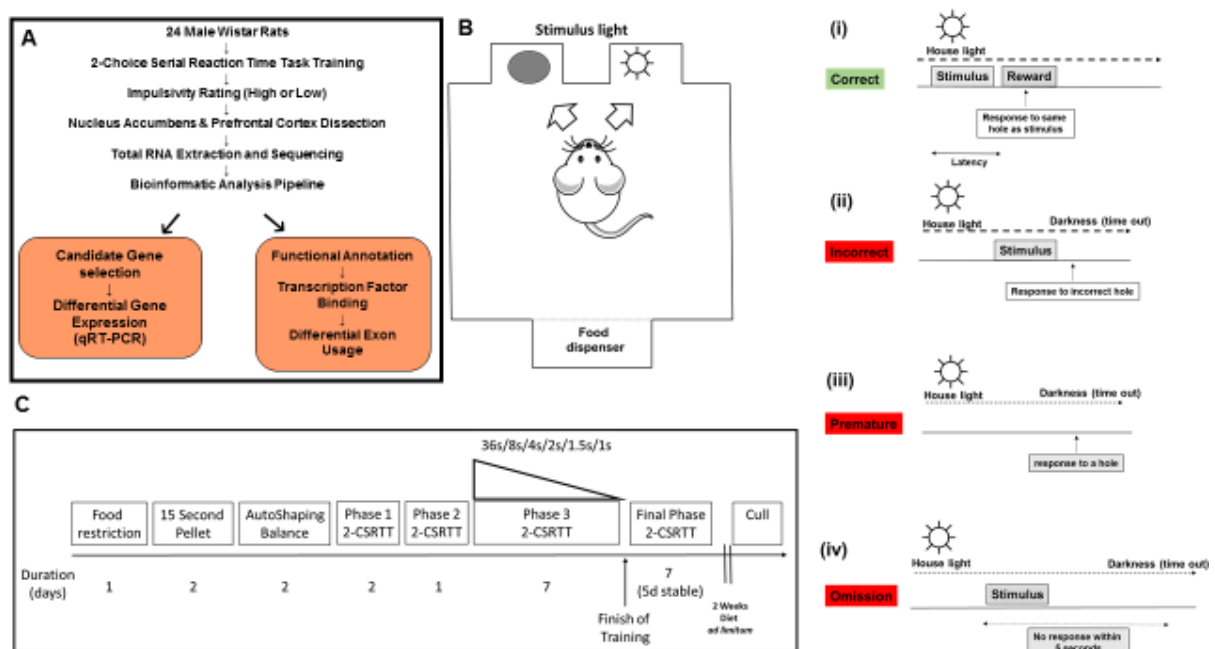 A
24 Male Wistar Rats
↓
2-Choice Serial Reaction Time Task Training
↓
Impulsivity Rating (High or Low)
↓
Nucleus Accumbens & Prefrontal Cortex Dissection
↓
Total RNA Extraction and Sequencing
↓
Bioinformatic Analysis Pipeline
Candidate Gene
selection
↓
Differential Gene
Expression
(qRT-PCR)
Functional Annotation
↓
Transcription Factor
Binding
↓
Differential Exon
Usage
B
Stimulus light
Food
dispenser
(i)
House light
Correct
Stimulus
Reward
Response to same
hole as stimulus
Latency
(ii)
House light
Darkness (time out)
Incorrect
Stimulus
Response to incorrect hole
(iii)
House light
Darkness (time out)
Premature
response to a hole
(iv)
House light
Darkness (time out)
Omission
Stimulus
No response within
5 seconds
C
36s/8s/4s/2s/1.5s/1s
Food
restriction
15 Second
Pellet
AutoShaping
Balance
Phase 1
2-CSRTT
Phase 2
2-CSRTT
Phase 3
2-CSRTT
Final Phase
2-CSRTT
Cull
Duration
(days)
1
2
2
2
1
7
7
(5d stable)
Finish of
Training
2 Weeks
Diet
ad limitum